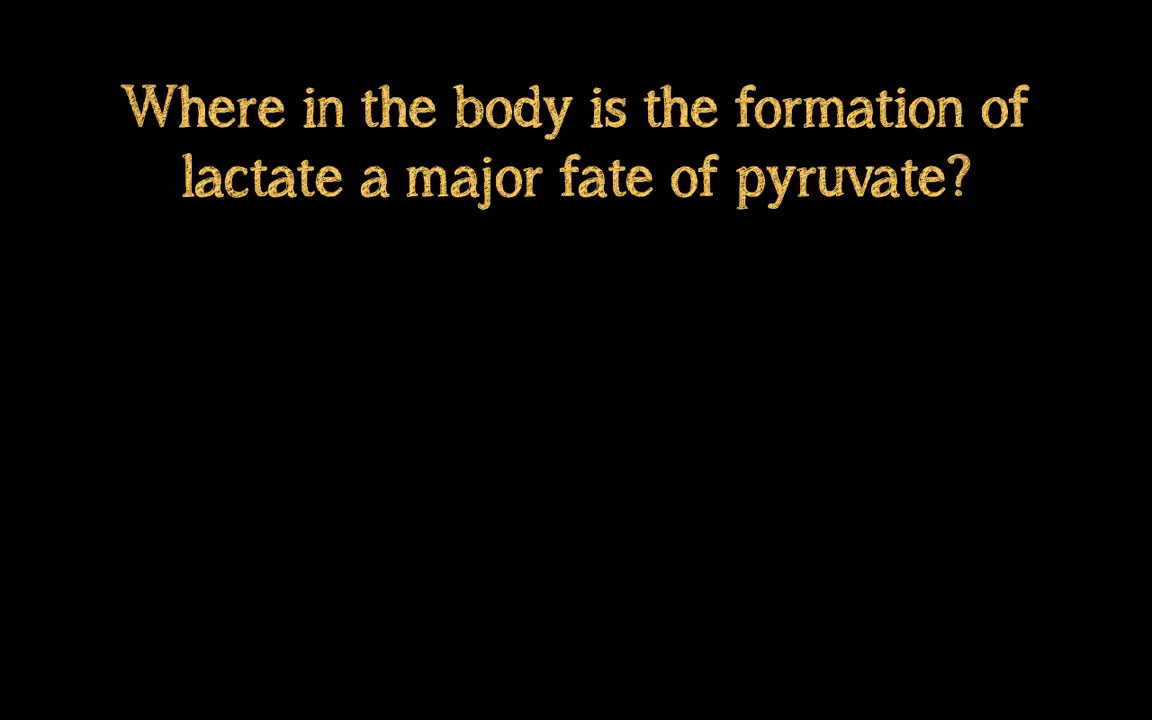 Where in the body is the formation of
lactate a major fate of pyruvate?